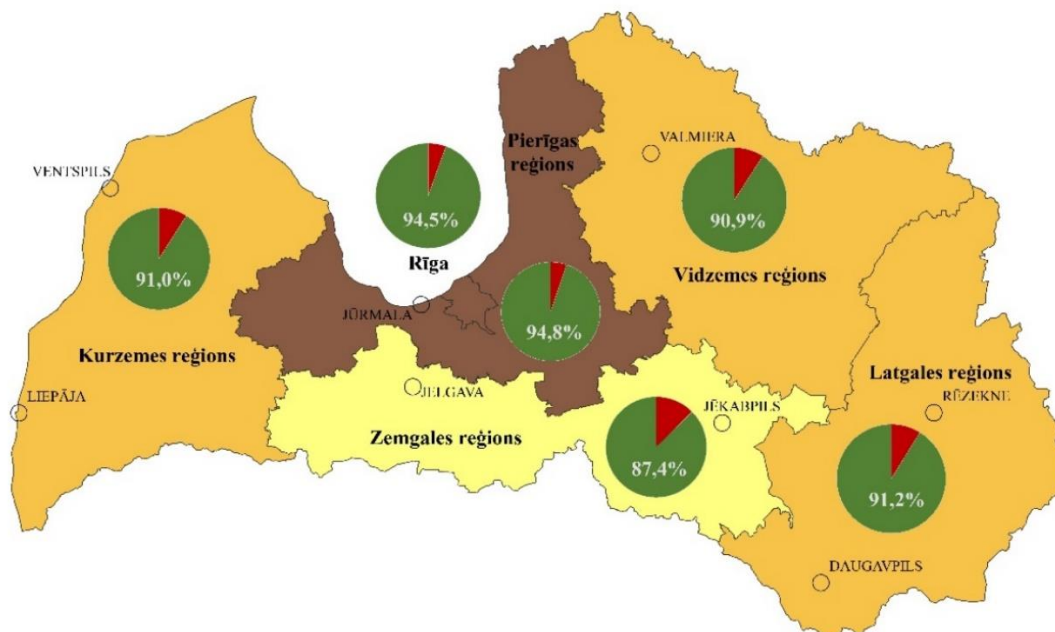 Pierīgas
reģions
VALMIERA
VENTSPILS
94,5%
90,9%
Rīga
91,0%
Vidzemes reģions
JŪRMALA
94,8%
Kurzemes reģions
Latgales reģions
LIEPĀJA
JELGAVA
RĒZEKNE
JĒKABPILS
Zemgales reģions
87,4%
91,2%
DAUGAVPILS